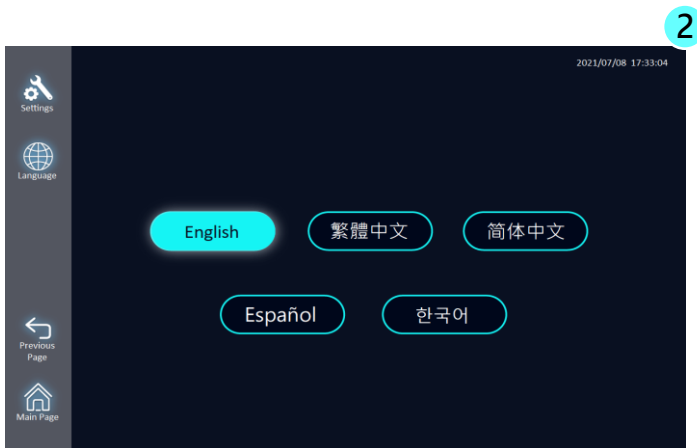 2
2021/07/08 17:33:04
Settings
Language
English
繁體中文
简体中文
Español
한국어
Previous
Page
Main Page